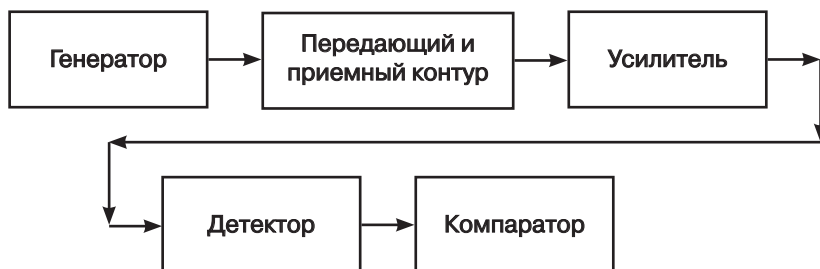 Генератор
Передающий и
приемный контур
Усилитель
Детектор
Компаратор